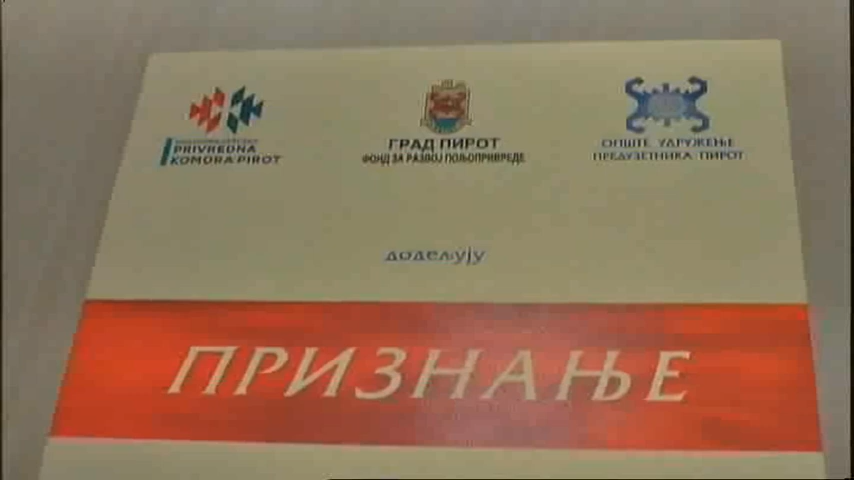 PRIVREDNA
KOMORA PIROT
ГРАД ПИРОТ
ФОНД ЗА РАЗВОЈ ПОЉОПРИВРЕДЕ
ОПШТЕ УДРУЖЕЊЕ
ПРЕДУЗЕТНИКА ПИРОТ
додељују
ПРИЗНАЊЕ